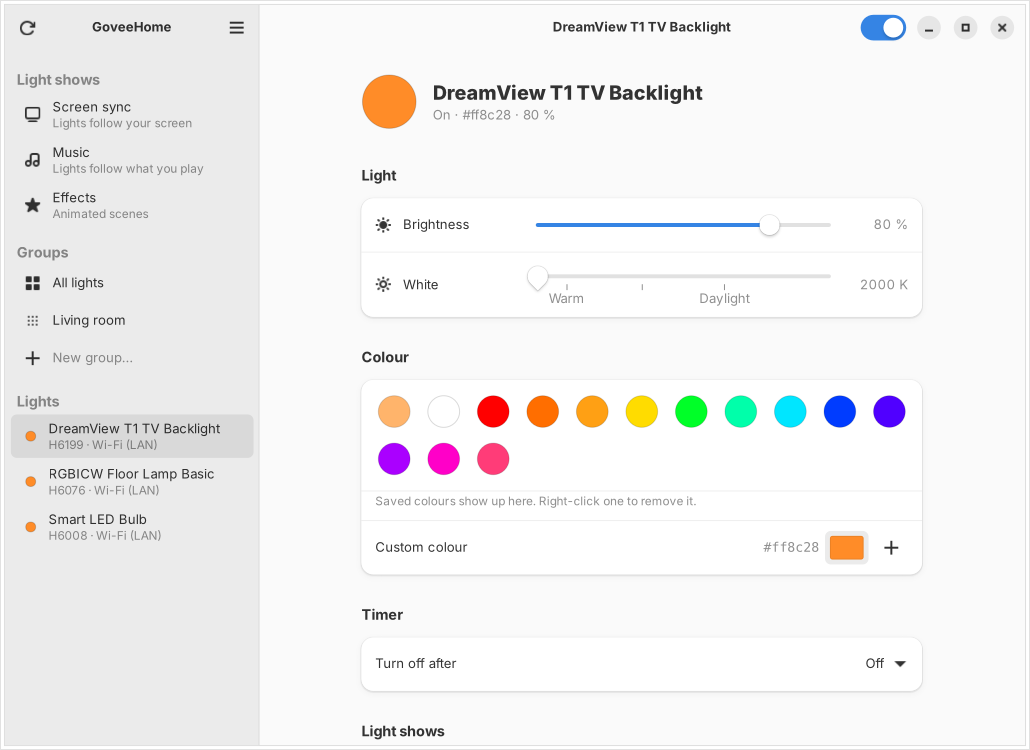 GoveeHome
Light shows
Screen sync
Lights follow your screen
Music
Lights follow what you play
Effects
Animated scenes
Groups
All lights
Living room
New group...
Lights
DreamView T1 TV Backlight
H6199 · Wi-Fi (LAN)
RGBICW Floor Lamp Basic
H6076 · Wi-Fi (LAN)
Smart LED Bulb
H6008 · Wi-Fi (LAN)
DreamView T1 TV Backlight
DreamView T1 TV Backlight
On · #ff8c28 · 80 %
Light
Brightness 80 %
White 2000 K
Warm Daylight
Colour
Saved colours show up here. Right-click one to remove it.
Custom colour #ff8c28
Timer
Turn off after Off
Light shows